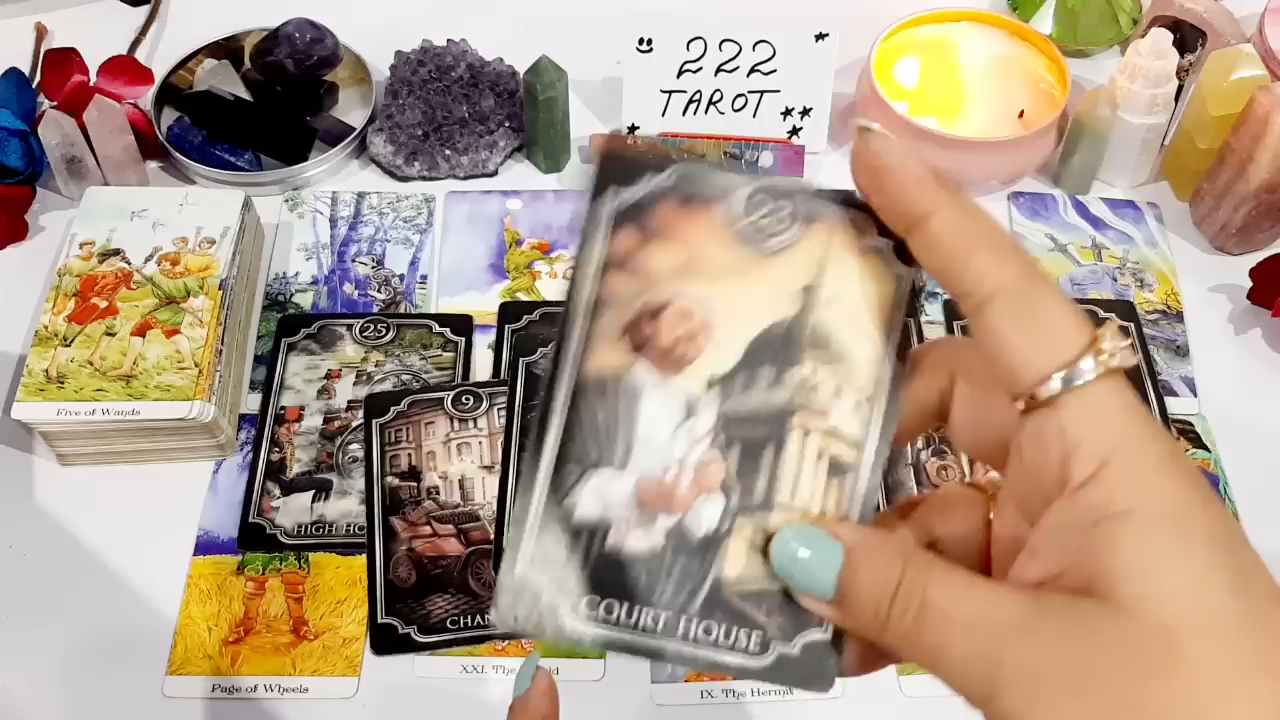 222
TAROT
Five of Wands
25
HIGH HO
9
CHAN
23
COURT HOUSE
Page of Wheels
XXI. The
IX. The Hermit